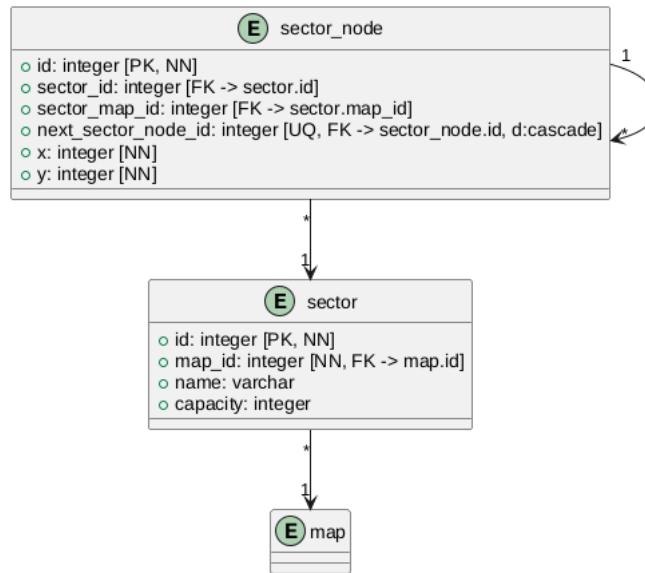 E sector_node
id: integer [PK, NN]
sector_id: integer [FK -> sector.id]
sector_map_id: integer [FK -> sector.map_id]
next_sector_node_id: integer [UQ, FK -> sector_node.id, d:cascade]
x: integer [NN]
y: integer [NN]
1
*
*
1
E sector
id: integer [PK, NN]
map_id: integer [NN, FK -> map.id]
name: varchar
capacity: integer
*
1
E map